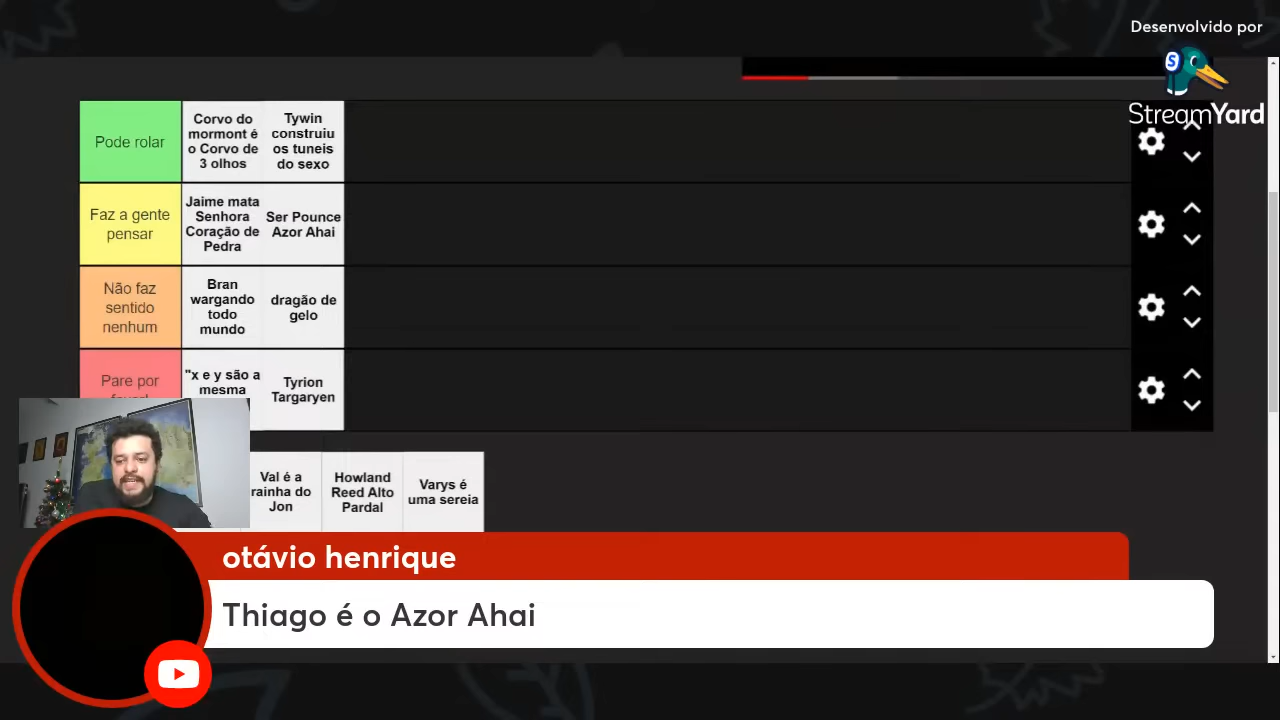 Desenvolvido por
StreamYard
Pode rolar
Corvo do
mormont é
o Corvo de
3 olhos
Tywin
construiu
os tuneis
do sexo
Faz a gente
pensar
Jaime mata
Senhora
Coração de
Pedra
Ser Pounce
Azor Ahai
Não faz
sentido
nenhum
Bran
wargando
todo
mundo
dragão de
gelo
Pare por
"x e y são a
mesma
Tyrion
Targaryen
Val é a
rainha do
Jon
Howland
Reed Alto
Pardal
Varys é
uma sereia
otávio henrique
Thiago é o Azor Ahai